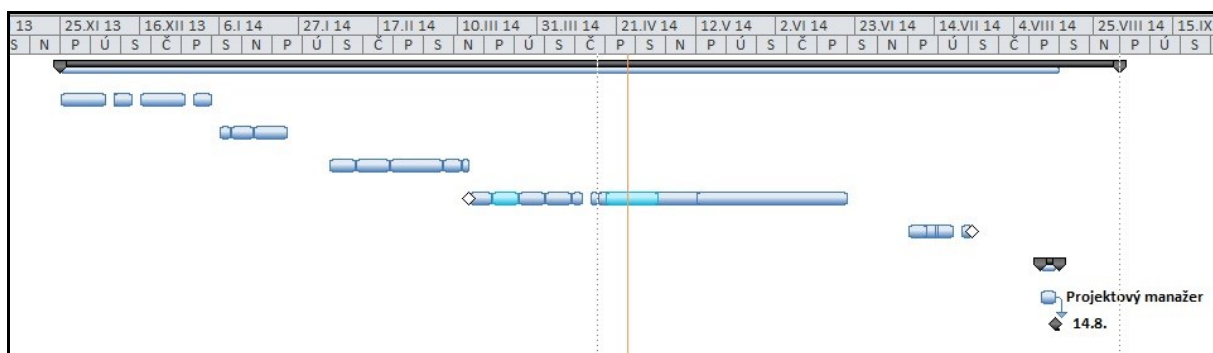 13 25.XI 13 16.XII 13 6.I 14 27.I 14 17.II 14 10.III 14 31.III 14 21.IV 14 12.V 14 2.VI 14 23.VI 14 14.VII 14 4.VIII 14 25.VIII 14 15.IX
S N P Ú S Č P S N P Ú S Č P S N P Ú S Č P S N P Ú S Č P S N P Ú S Č P S N P Ú S
Projektový manažer
14.8.